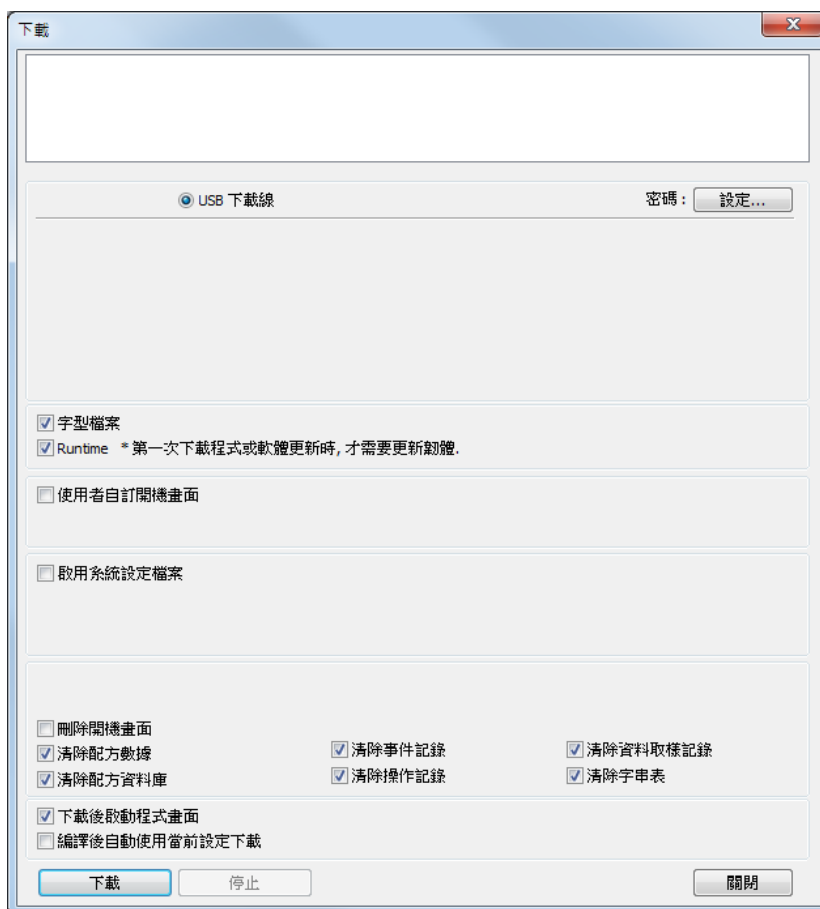 下載
USB 下載線 密碼： 設定...
字型檔案
Runtime * 第一次下載程式或軟體更新時, 才需要更新韌體.
使用者自訂開機畫面
啟用系統設定檔案
刪除開機畫面
清除配方數據 清除事件記錄 清除資料取樣記錄
清除配方資料庫 清除操作記錄 清除字串表
下載後啟動程式畫面
編譯後自動使用當前設定下載
下載 停止 關閉